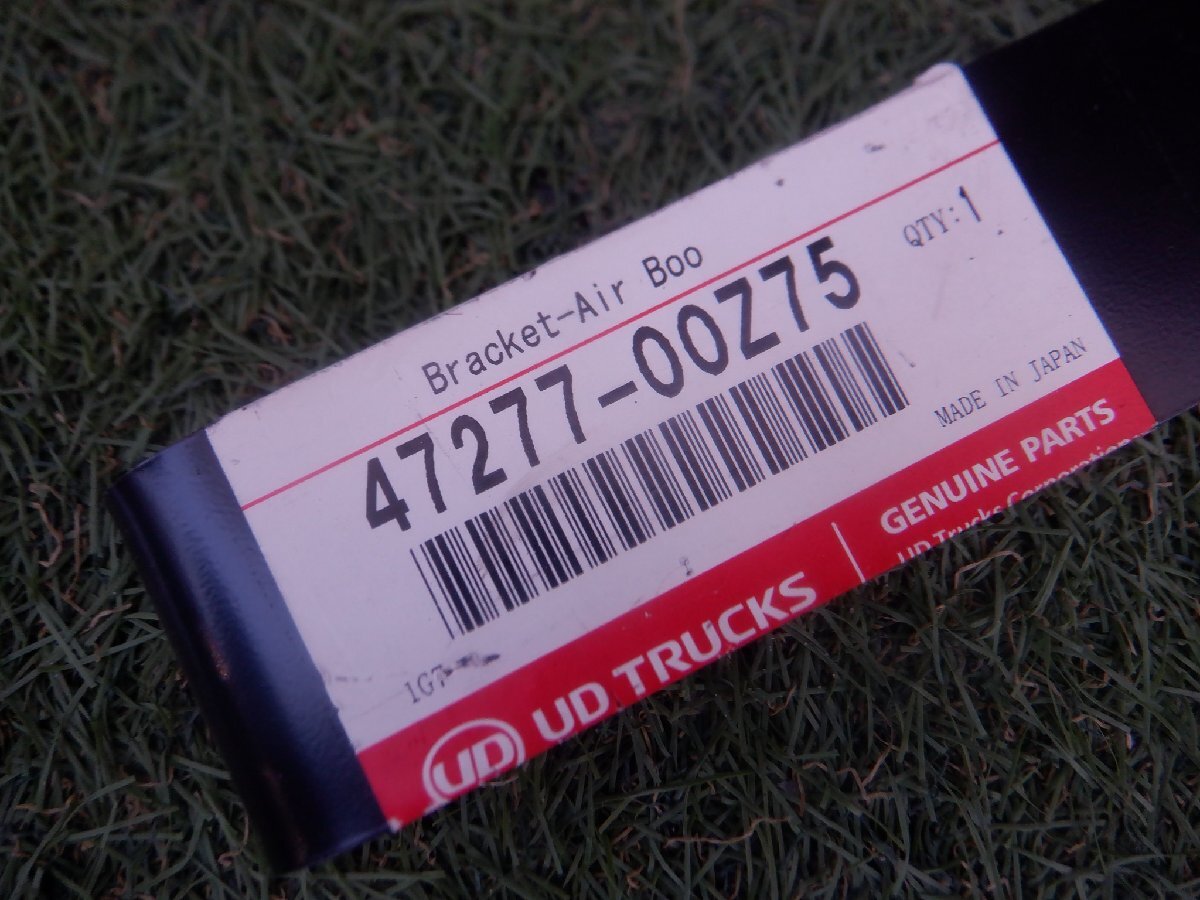 Bracket-Air Boo
47277-00Z75
QTY:1
MADE IN JAPAN
1G7
UD UD TRUCKS
GENUINE PARTS
UD Trucks Corporation